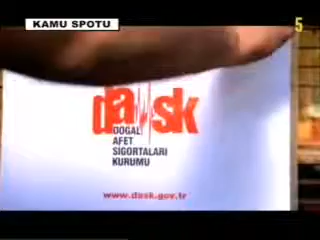 KAMU SPOTU
5
dask
DOĞAL
AFET
SİGORTALARI
KURUMU
www.dask.gov.tr